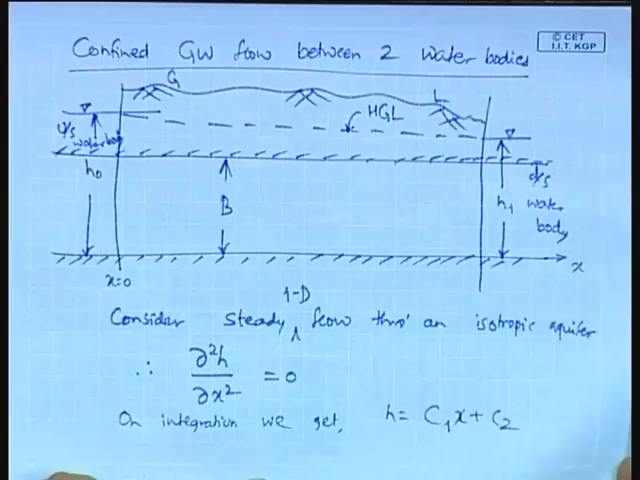 Confined GW flow between 2 water bodies
© CET
I.I.T. KGP
G
L
HGL
u/s
water body
h₀
B
d/s
h₁ water
body
x=0
x
1-D
Consider steady ∧ flow thro' an isotropic aquifer
∴ ∂²h/∂x² = 0
On integration we get, h = C₁x + C₂